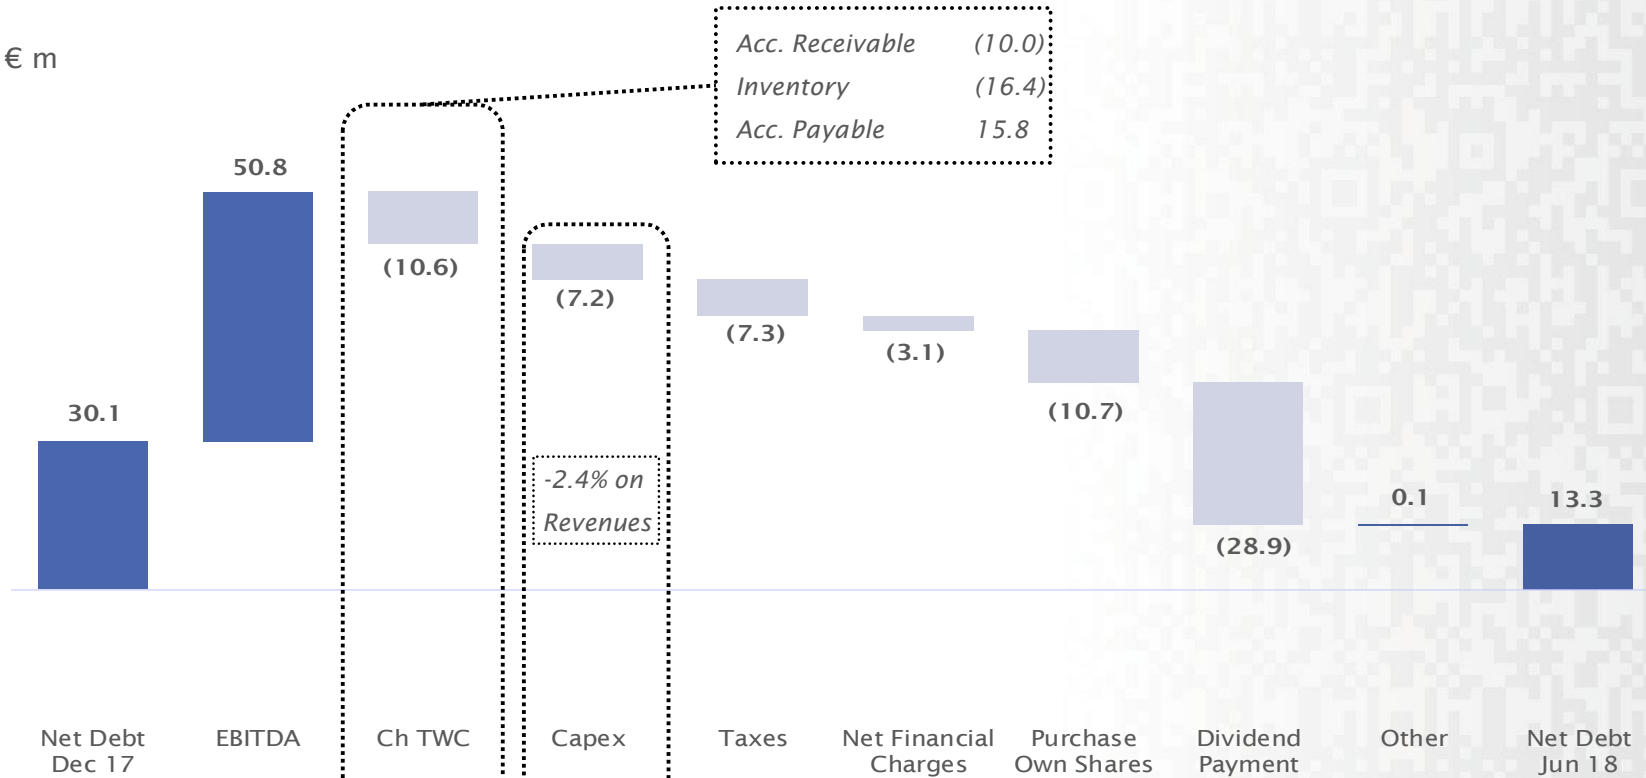 € m
Acc. Receivable (10.0)
Inventory (16.4)
Acc. Payable 15.8
50.8
(10.6)
(7.2)
(7.3)
(3.1)
(10.7)
30.1
-2.4% on
Revenues
(28.9)
0.1
13.3
Net Debt
Dec 17
EBITDA
Ch TWC
Capex
Taxes
Net Financial
Charges
Purchase
Own Shares
Dividend
Payment
Other
Net Debt
Jun 18